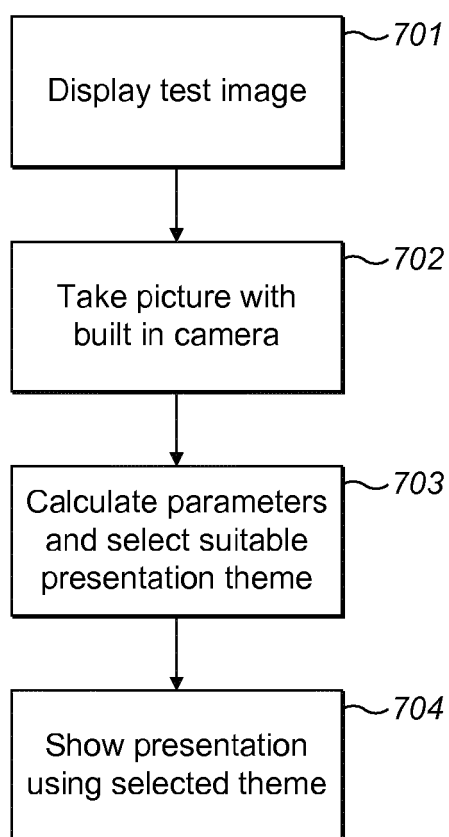 701
Display test image
702
Take picture with
built in camera
703
Calculate parameters
and select suitable
presentation theme
704
Show presentation
using selected theme